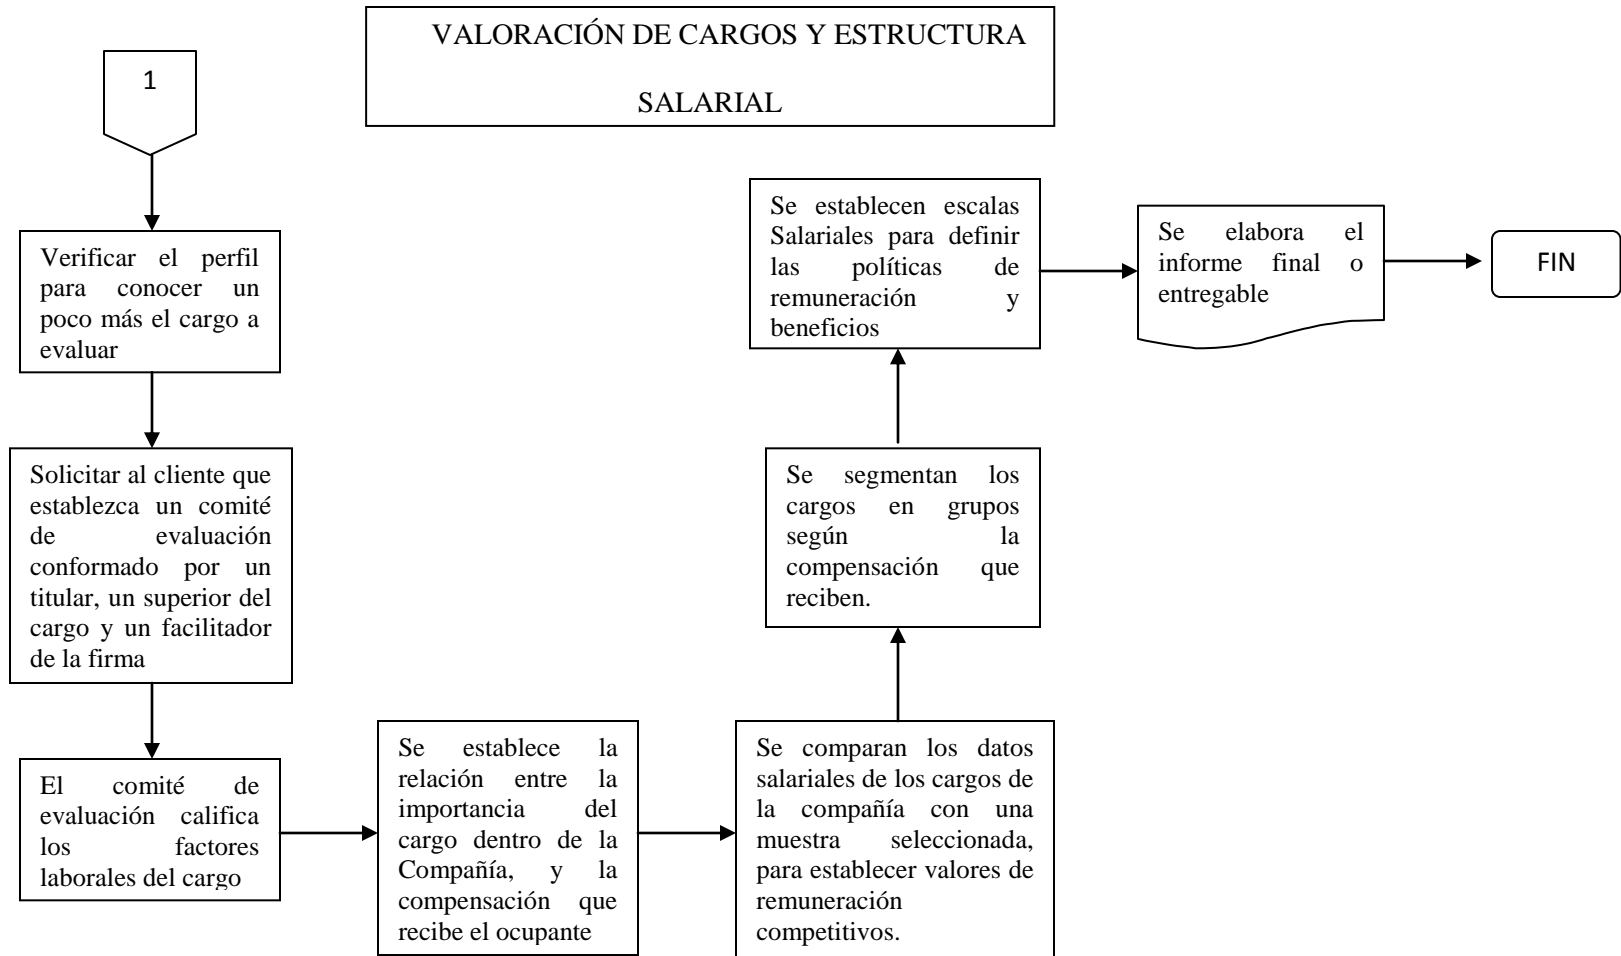 VALORACIÓN DE CARGOS Y ESTRUCTURA
SALARIAL
1
Verificar el perfil
para conocer un
poco más el cargo a
evaluar
Solicitar al cliente que
establezca un comité
de evaluación
conformado por un
titular, un superior del
cargo y un facilitador
de la firma
El comité de
evaluación califica
los factores
laborales del cargo
Se establece la
relación entre la
importancia del
cargo dentro de la
Compañía, y la
compensación que
recibe el ocupante
Se comparan los datos
salariales de los cargos de
la compañía con una
muestra seleccionada,
para establecer valores de
remuneración
competitivos.
Se segmentan los
cargos en grupos
según la
compensación que
reciben.
Se establecen escalas
Salariales para definir
las políticas de
remuneración y
beneficios
Se elabora el
informe final o
entregable
FIN